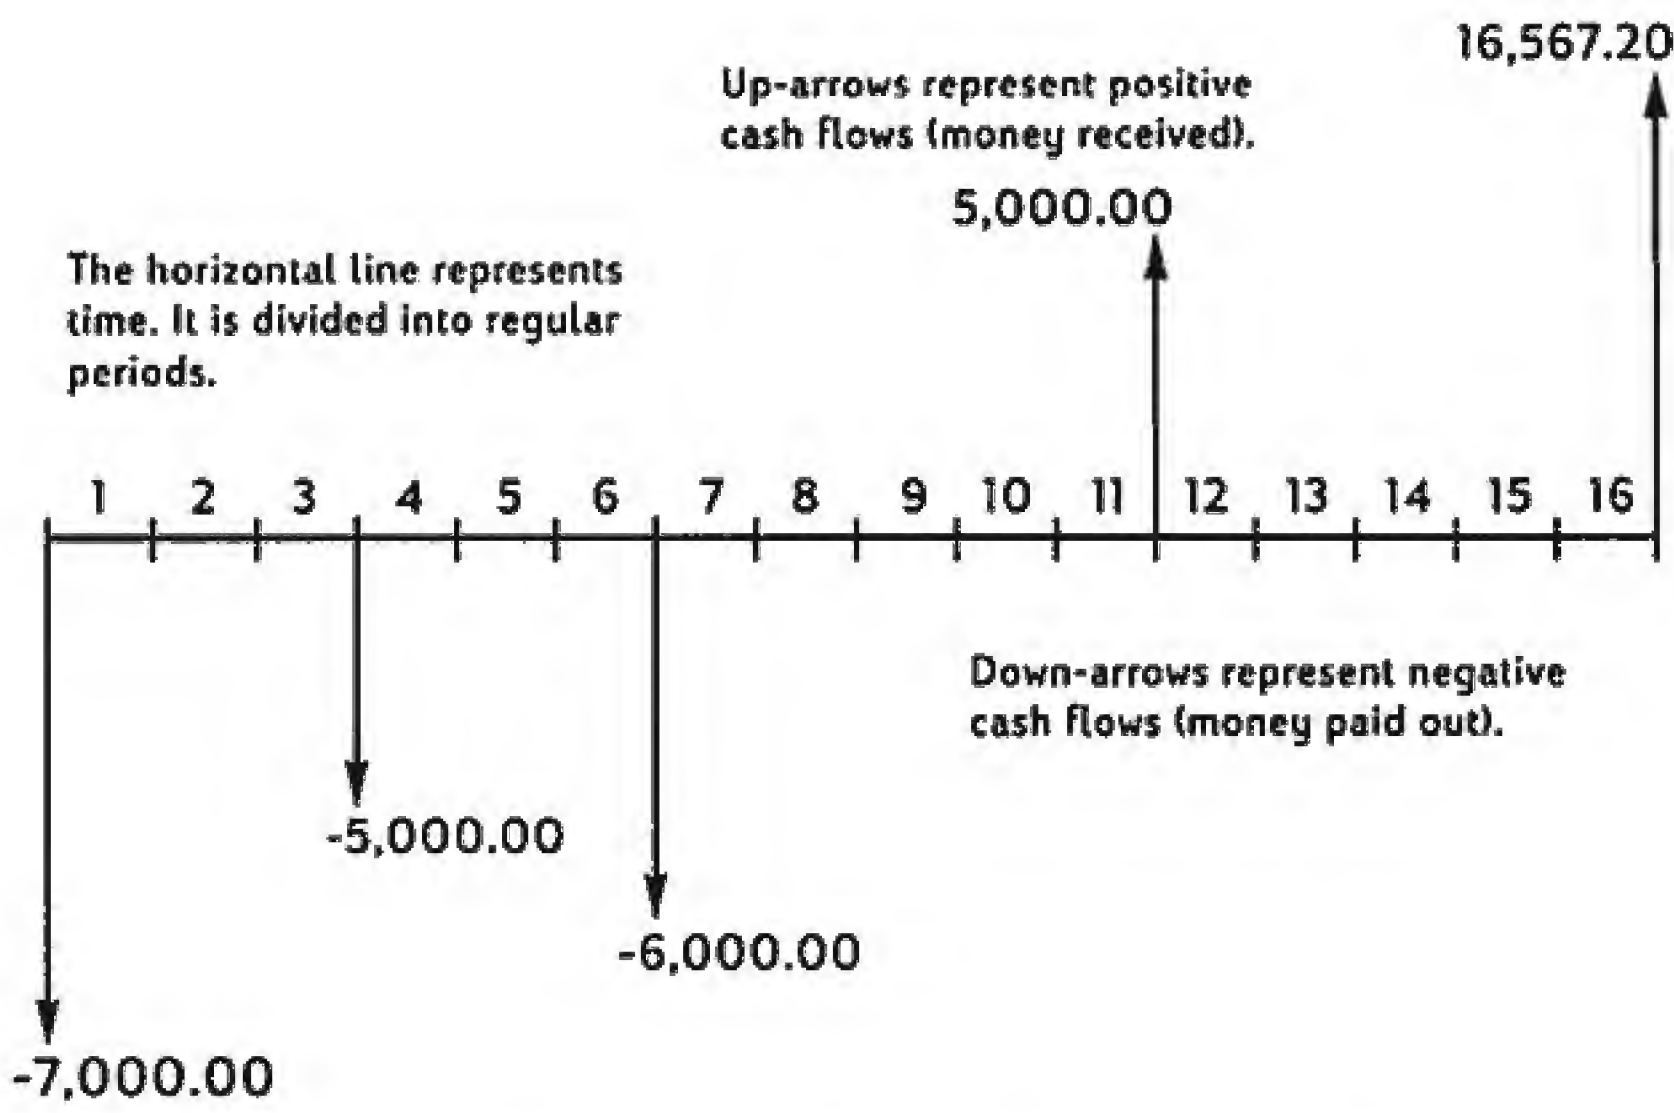 16,567.20
Up-arrows represent positive
cash flows (money received).
5,000.00
The horizontal line represents
time. It is divided into regular
periods.
1 2 3 4 5 6 7 8 9 10 11 12 13 14 15 16
Down-arrows represent negative
cash flows (money paid out).
-5,000.00
-6,000.00
-7,000.00